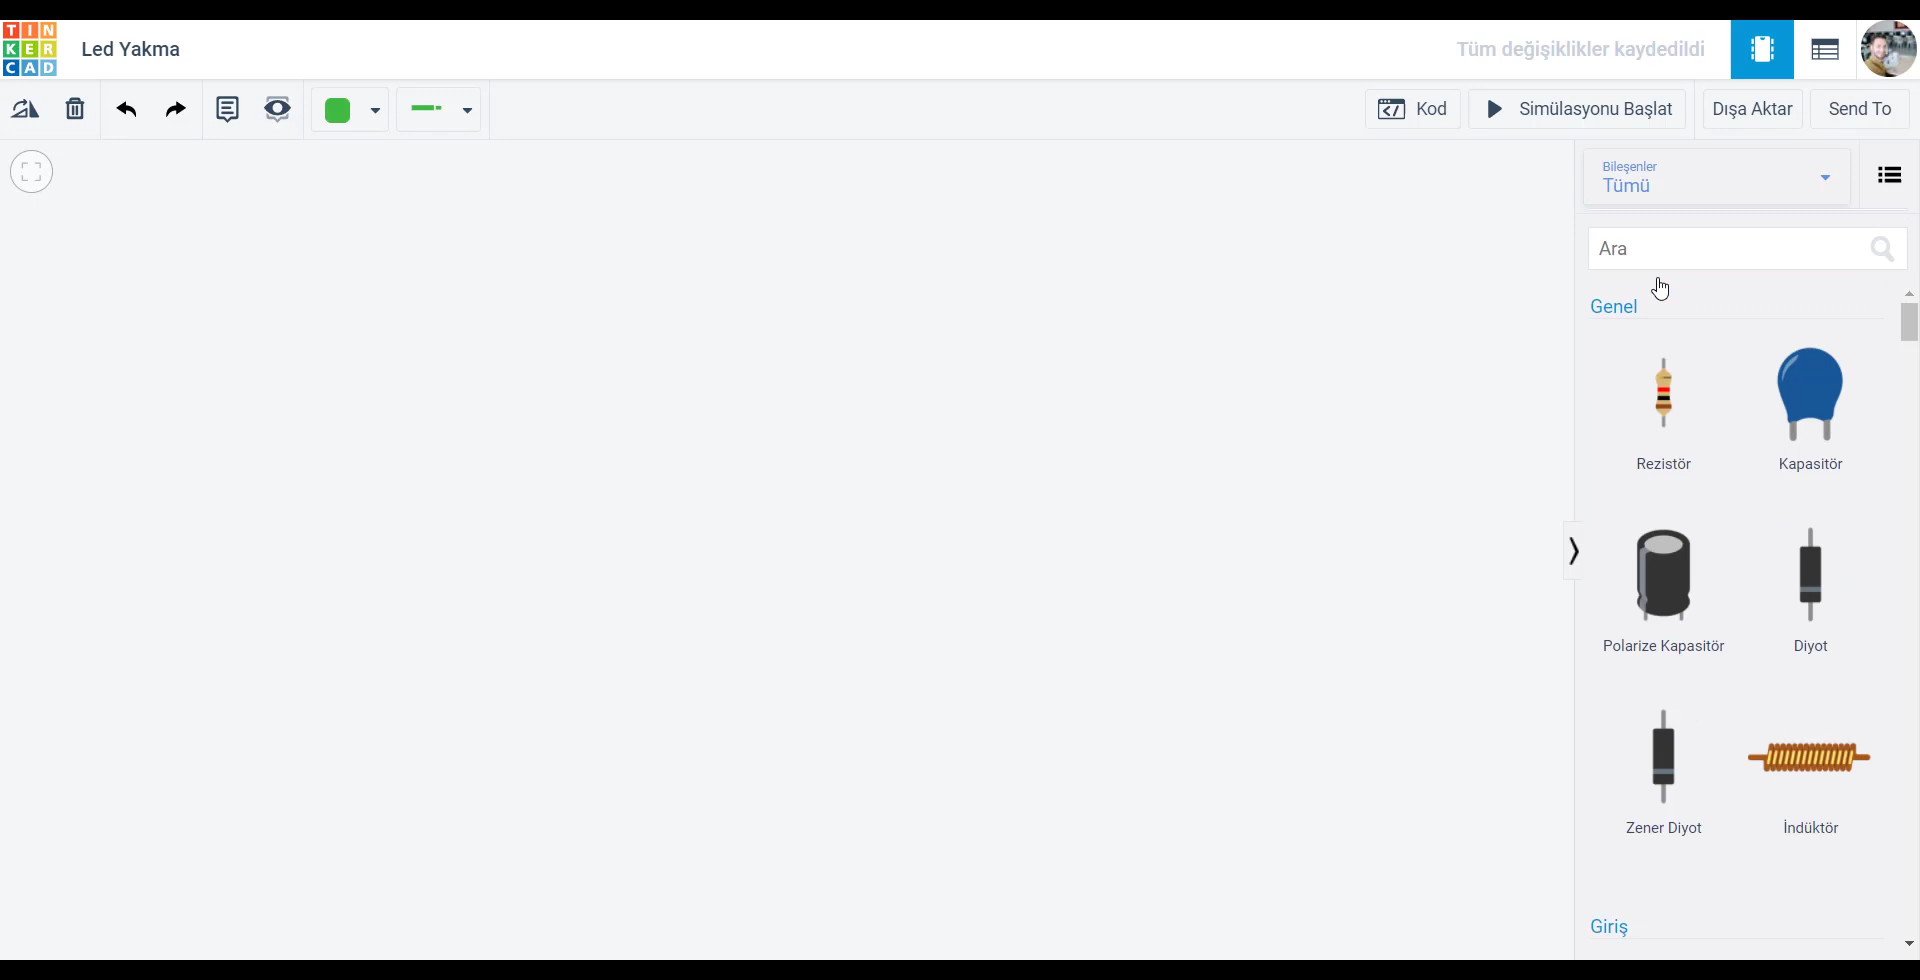 TIN
KER
CAD
Led Yakma
Tüm değişiklikler kaydedildi
Kod
Simülasyonu Başlat
Dışa Aktar
Send To
Bileşenler
Tümü
Ara
Genel
Rezistör
Kapasitör
Polarize Kapasitör
Diyot
Zener Diyot
İndüktör
Giriş